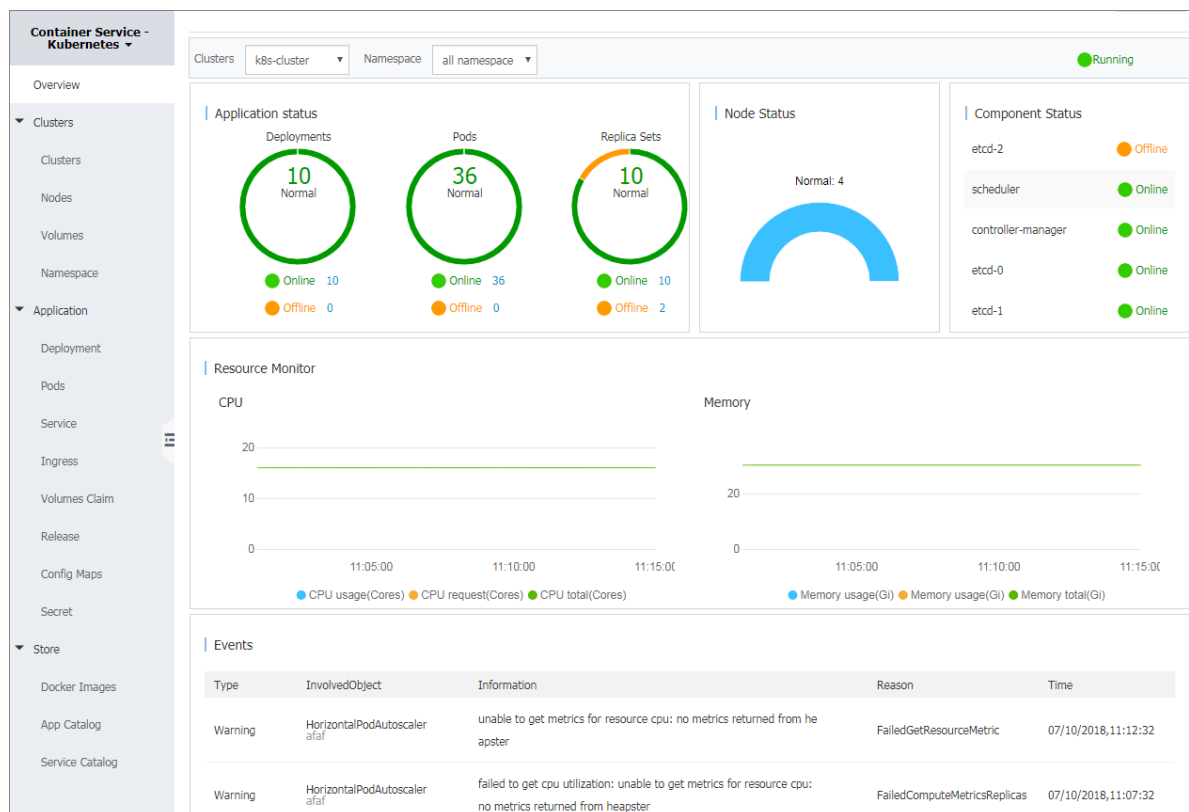 Container Service -
Kubernetes
Overview
Clusters
Clusters
Nodes
Volumes
Namespace
Application
Deployment
Pods
Service
Ingress
Volumes Claim
Release
Config Maps
Secret
Store
Docker Images
App Catalog
Service Catalog
Clusters k8s-cluster Namespace all namespace Running
Application status
Deployments Pods Replica Sets
10 36 10
Normal Normal Normal
Online 10 Online 36 Online 10
Offline 0 Offline 0 Offline 2
Node Status
Normal: 4
Component Status
etcd-2 Offline
scheduler Online
controller-manager Online
etcd-0 Online
etcd-1 Online
Resource Monitor
CPU
20
10
0
11:05:00 11:10:00 11:15:00
CPU usage(Cores) CPU request(Cores) CPU total(Cores)
Memory
20
0
11:05:00 11:10:00 11:15:00
Memory usage(Gi) Memory usage(Gi) Memory total(Gi)
Events
Type InvolvedObject Information Reason Time
Warning HorizontalPodAutoscaler afaf unable to get metrics for resource cpu: no metrics returned from he FailedGetResourceMetric 07/10/2018,11:12:32
apster
Warning HorizontalPodAutoscaler afaf failed to get cpu utilization: unable to get metrics for resource cpu: FailedComputeMetricsReplicas 07/10/2018,11:07:32
no metrics returned from heapster